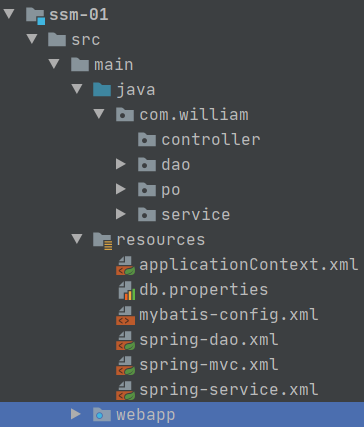 ssm-01
src
main
java
com.william
controller
dao
po
service
resources
applicationContext.xml
db.properties
mybatis-config.xml
spring-dao.xml
spring-mvc.xml
spring-service.xml
webapp